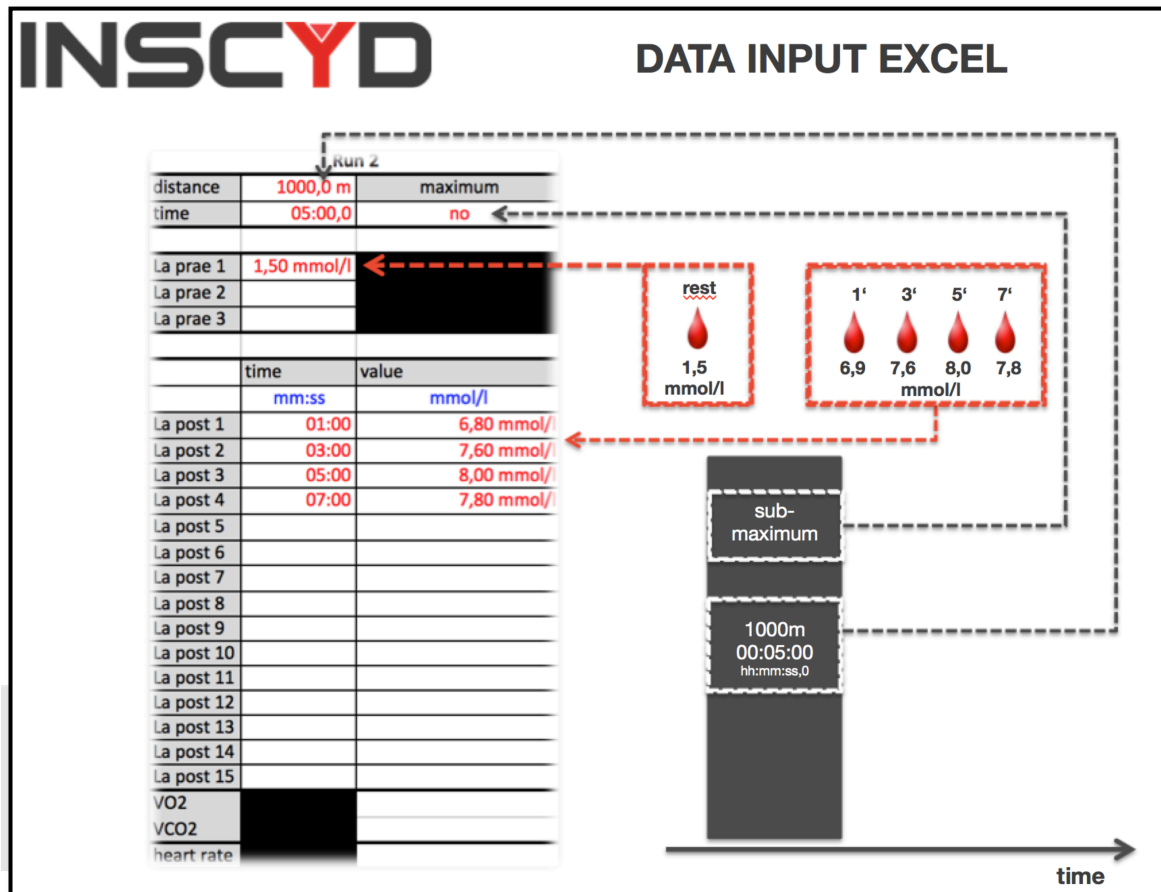 INSCYD
DATA INPUT EXCEL
Run 2
distance 1000,0 m maximum
time 05:00,0 no
La prae 1 1,50 mmol/l
La prae 2
La prae 3
time value
mm:ss mmol/l
La post 1 01:00 6,80 mmol/l
La post 2 03:00 7,60 mmol/l
La post 3 05:00 8,00 mmol/l
La post 4 07:00 7,80 mmol/l
La post 5
La post 6
La post 7
La post 8
La post 9
La post 10
La post 11
La post 12
La post 13
La post 14
La post 15
VO2
VCO2
heart rate
rest
1,5
mmol/l
1‘ 3‘ 5‘ 7‘
6,9 7,6 8,0 7,8
mmol/l
sub-
maximum
1000m
00:05:00
hh:mm:ss,0
time